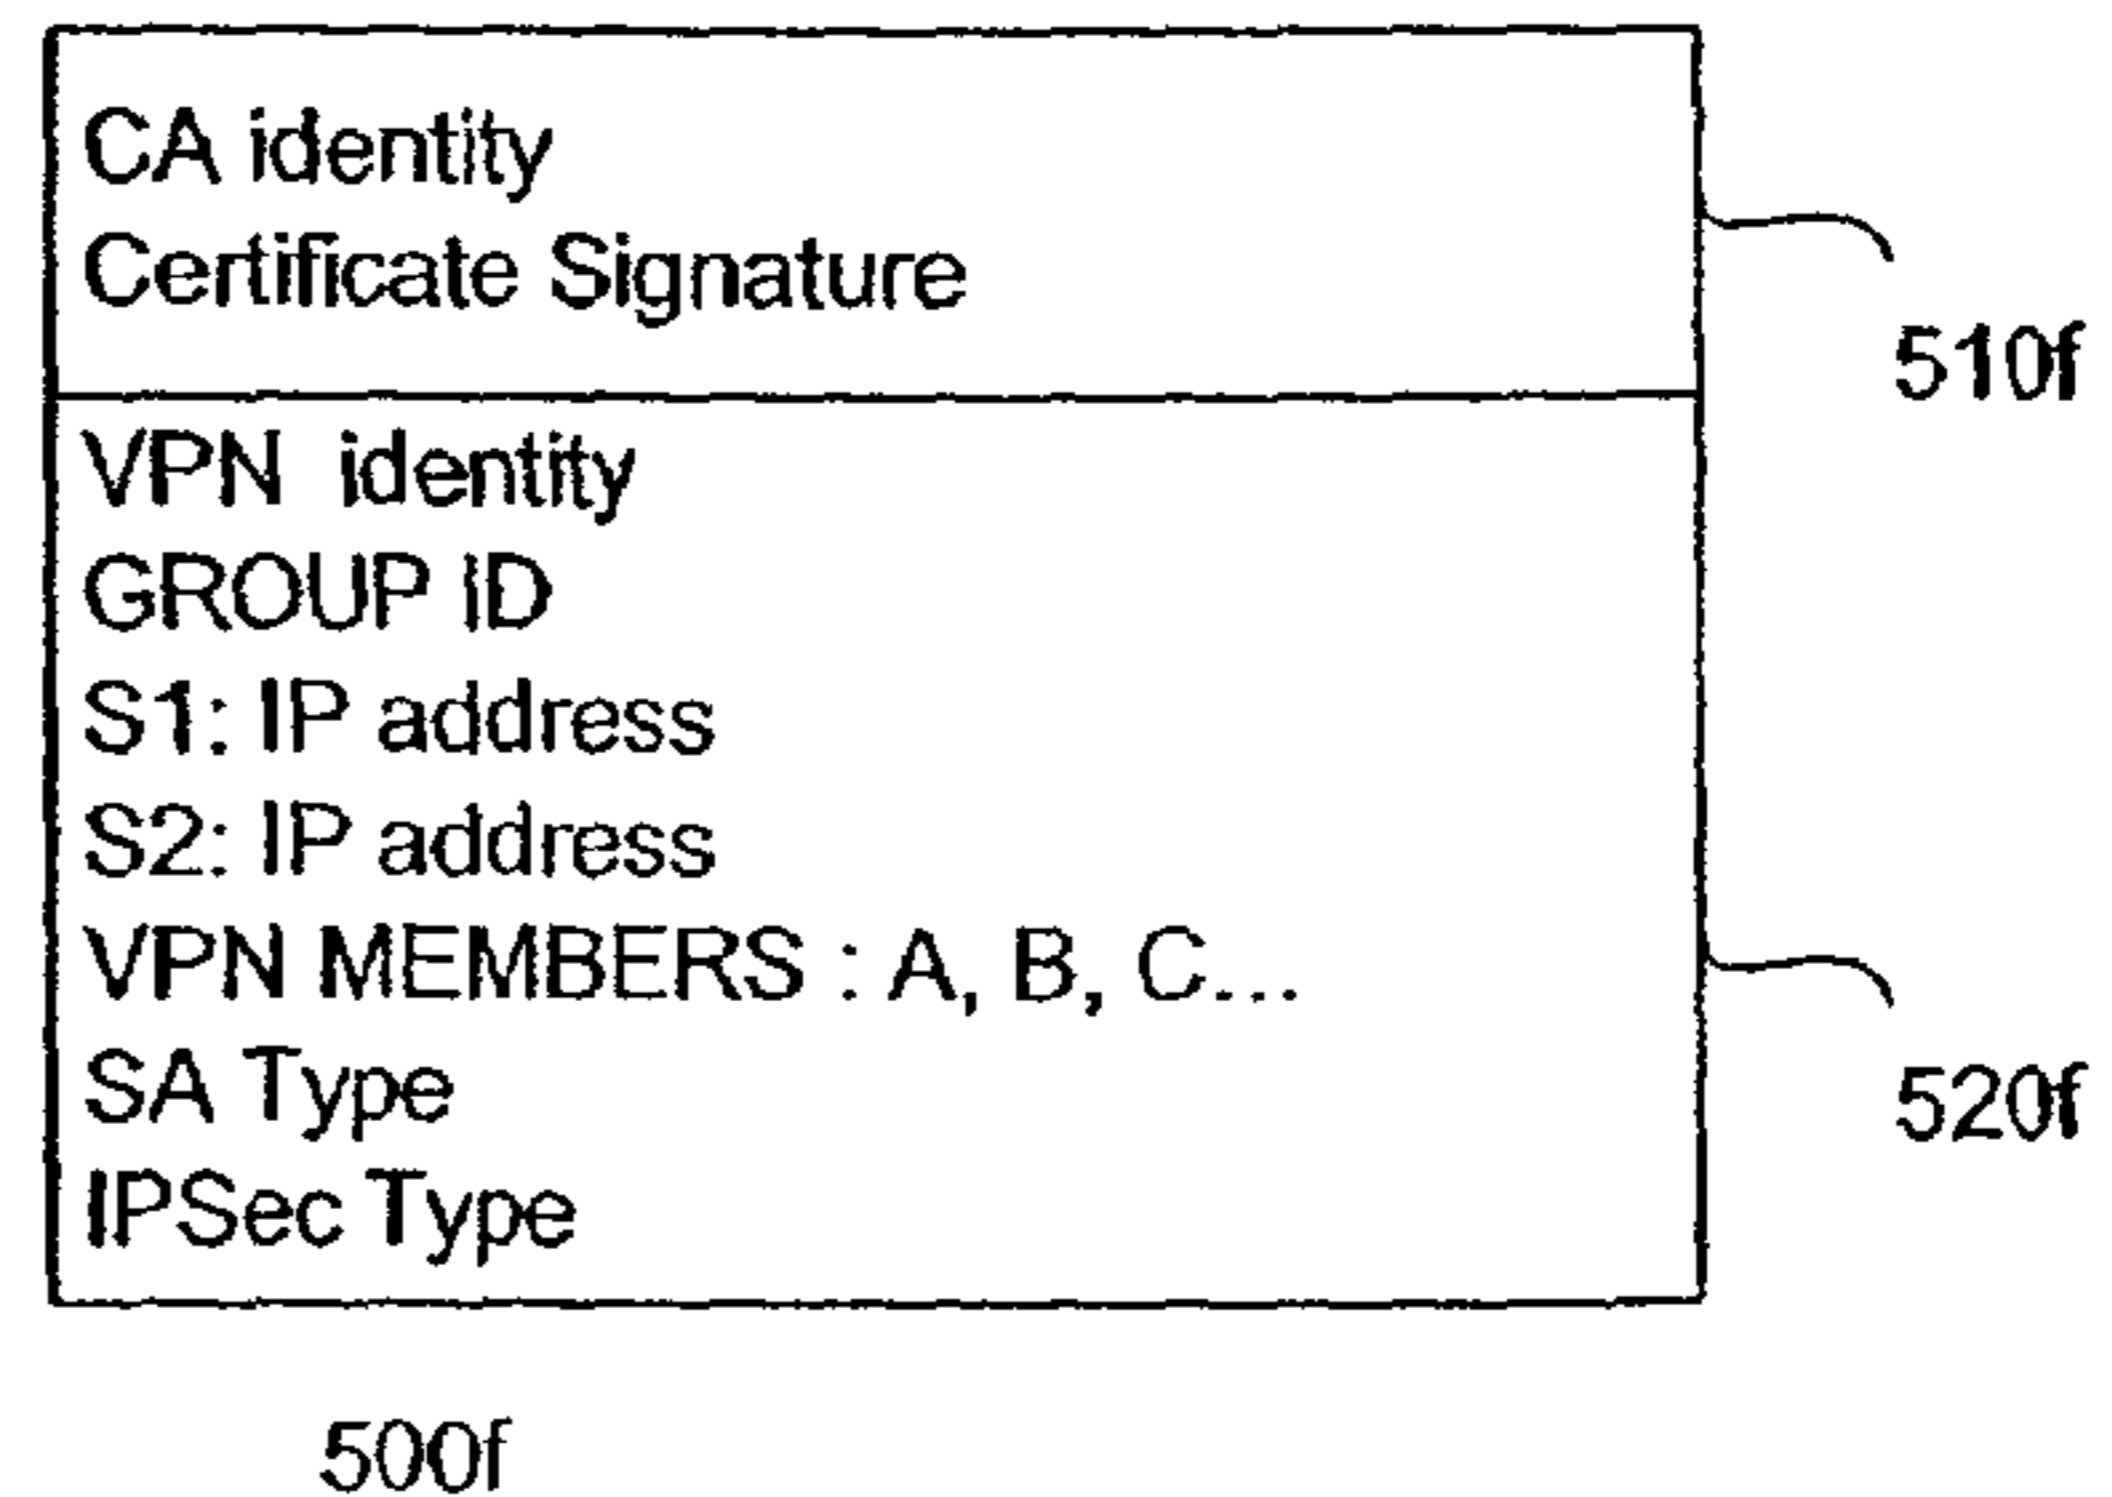 CA identity
Certificate Signature
510f
VPN identity
GROUP ID
S1: IP address
S2: IP address
VPN MEMBERS : A, B, C...
SA Type
IPSec Type
520f
500f